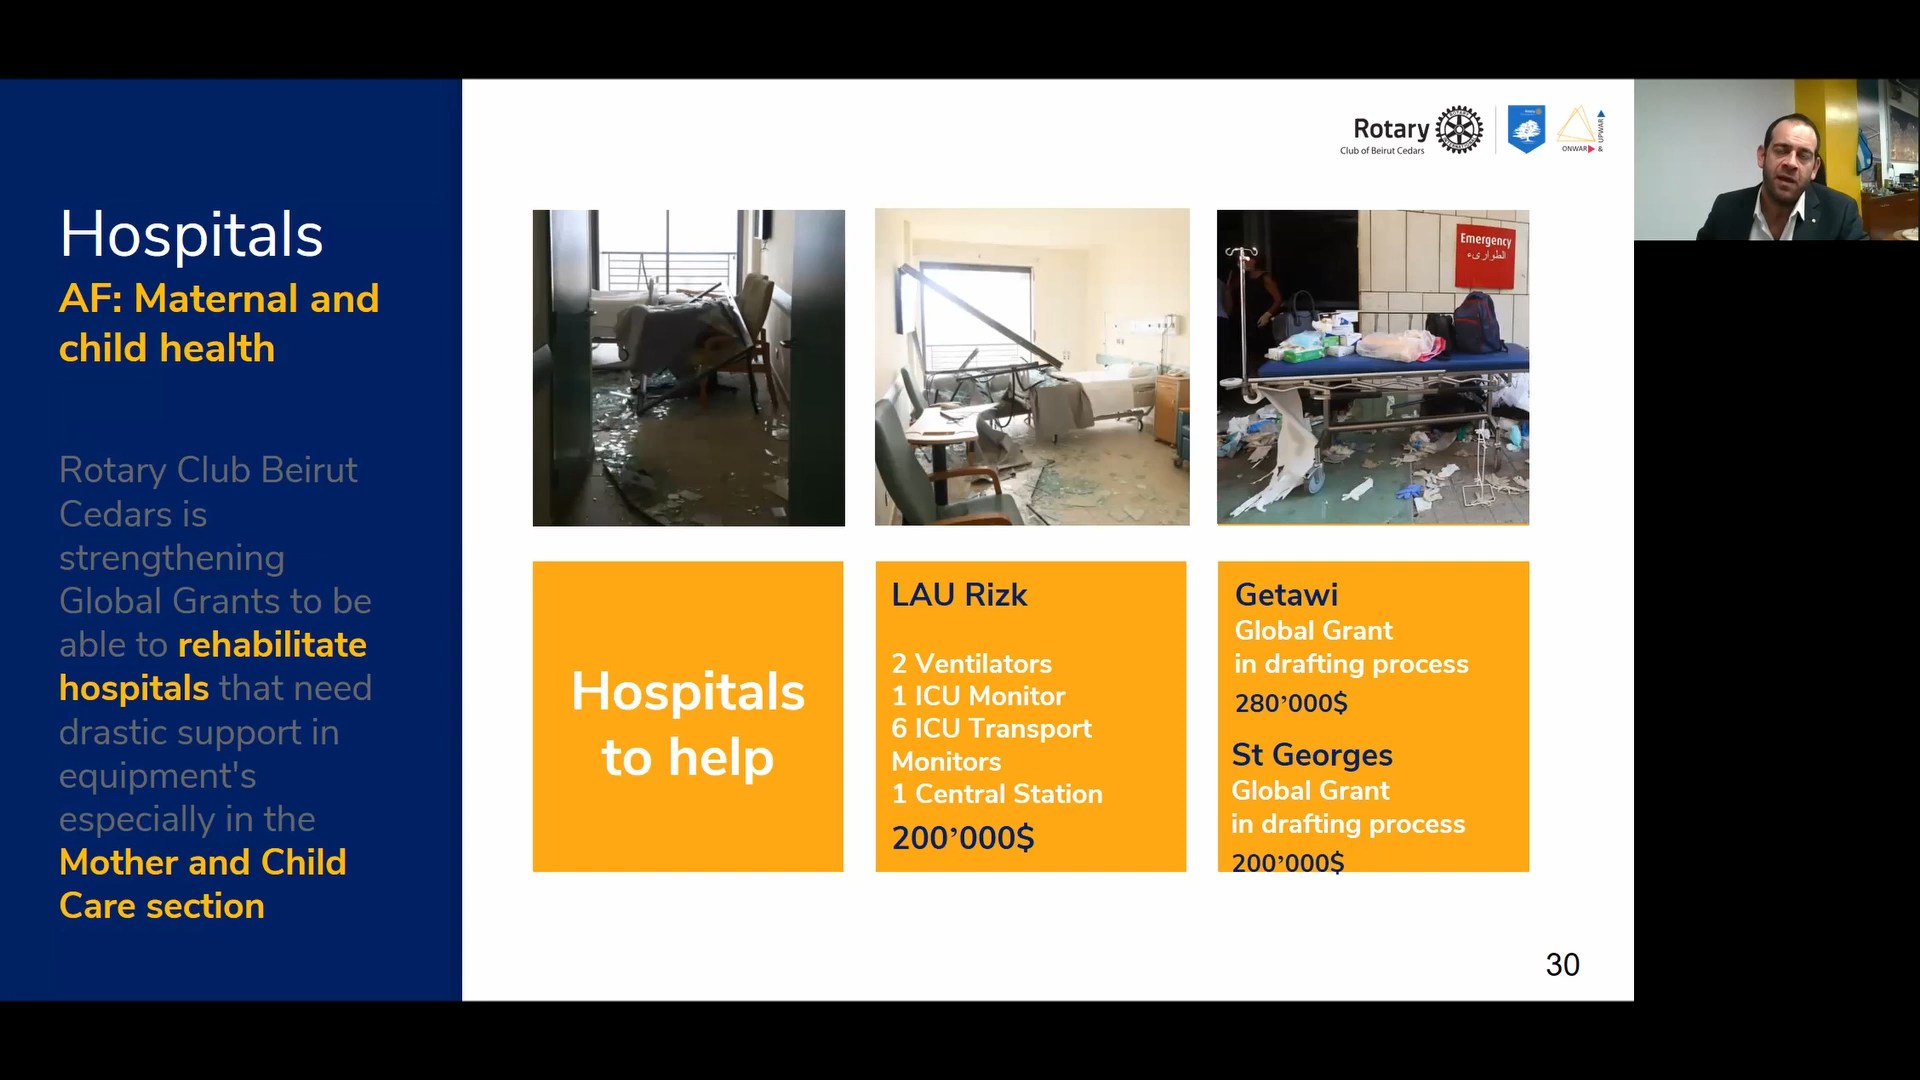 Hospitals
AF: Maternal and
child health
Rotary Club Beirut
Cedars is
strengthening
Global Grants to be
able to rehabilitate
hospitals that need
drastic support in
equipment's
especially in the
Mother and Child
Care section
Rotary
Club of Beirut Cedars
ONWAR
&
UPWAR
Emergency
الطوارىء
Hospitals
to help
LAU Rizk
2 Ventilators
1 ICU Monitor
6 ICU Transport
Monitors
1 Central Station
200’000$
Getawi
Global Grant
in drafting process
280’000$
St Georges
Global Grant
in drafting process
200’000$
30